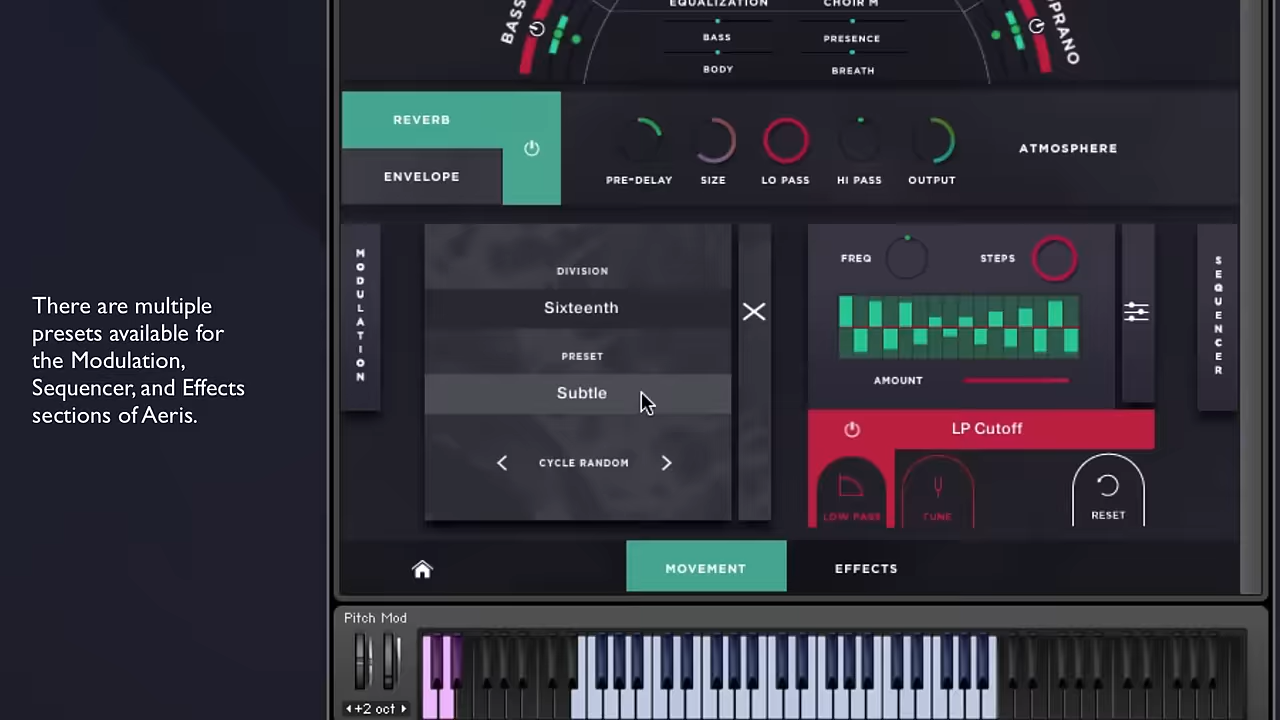 EQUALIZATION
CHOIR M
BASS
SOPRANO
BASS
PRESENCE
BODY
BREATH
REVERB
ENVELOPE
PRE-DELAY
SIZE
LO PASS
HI PASS
OUTPUT
ATMOSPHERE
There are multiple
presets available for
the Modulation,
Sequencer, and Effects
sections of Aeris.
MODULATION
DIVISION
Sixteenth
PRESET
Subtle
CYCLE RANDOM
FREQ
STEPS
AMOUNT
LP Cutoff
LOW PASS
TUNE
RESET
SEQUENCER
MOVEMENT
EFFECTS
Pitch Mod
+2 oct